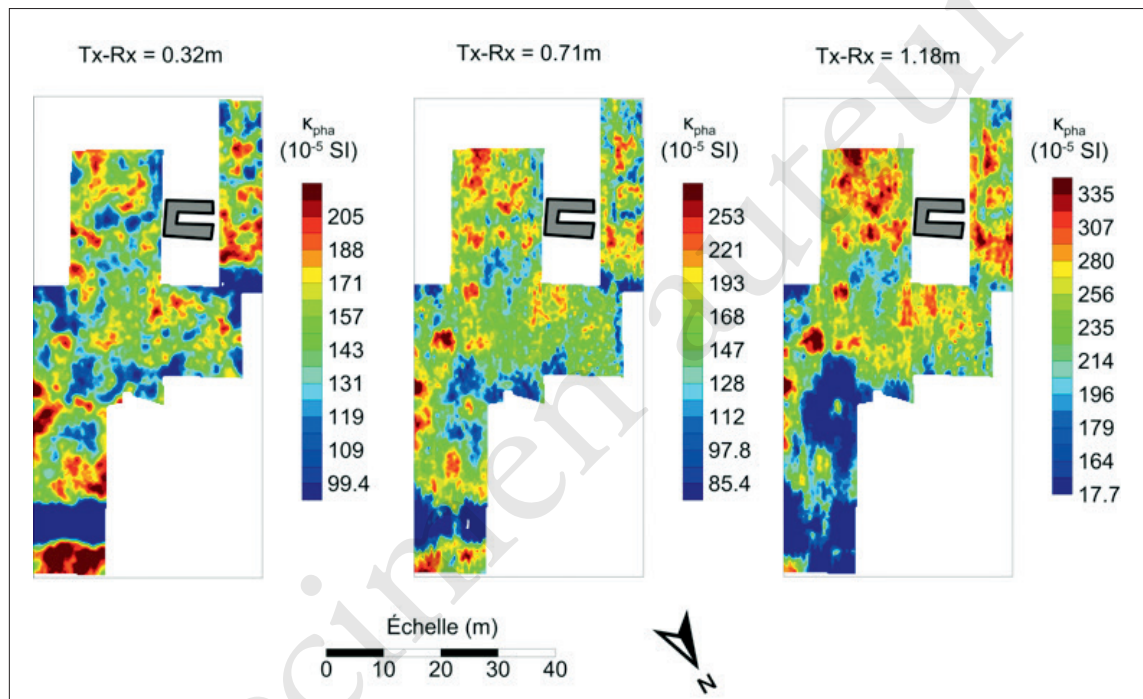 Tx-Rx = 0.32m
Tx-Rx = 0.71m
Tx-Rx = 1.18m
κpha
(10-5 SI)
205
188
171
157
143
131
119
109
99.4
κpha
(10-5 SI)
253
221
193
168
147
128
112
97.8
85.4
κpha
(10-5 SI)
335
307
280
256
235
214
196
179
164
17.7
Échelle (m)
0 10 20 30 40
N
ecimen auteur